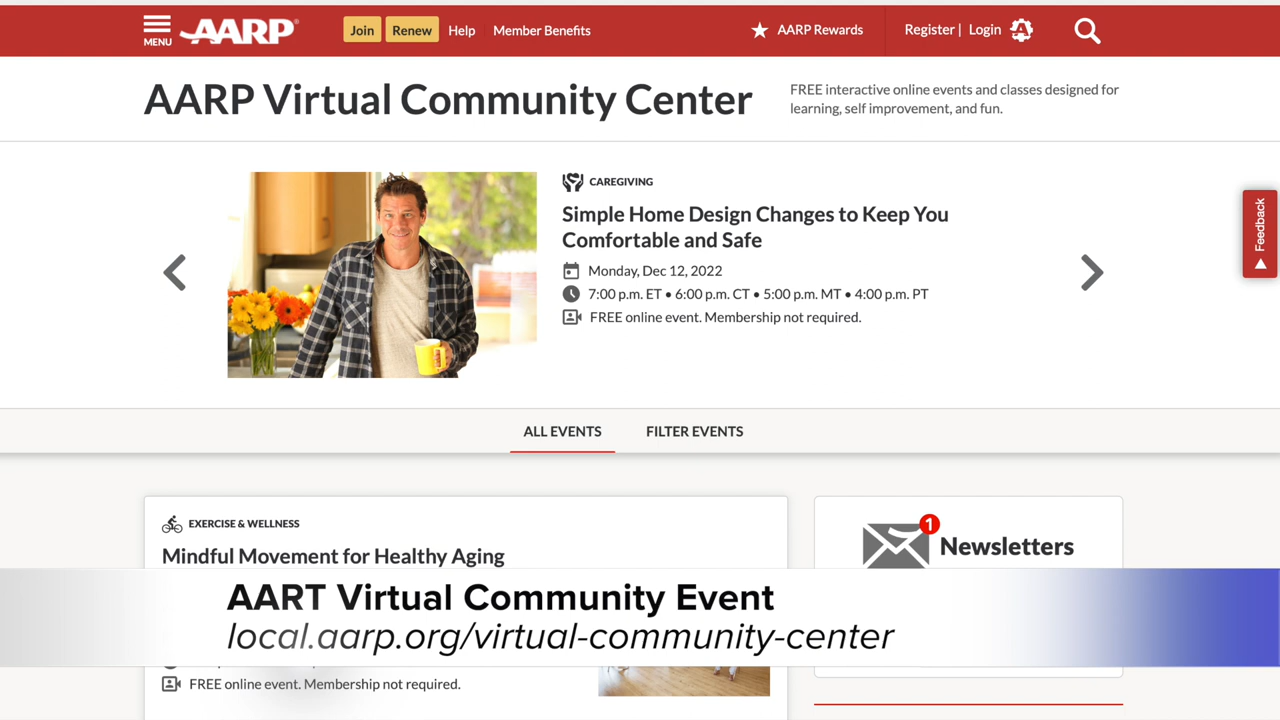 MENU
AARP®
Join
Renew
Help
Member Benefits
AARP Rewards
Register |
Login
AARP Virtual Community Center
FREE interactive online events and classes designed for
learning, self improvement, and fun.
CAREGIVING
Simple Home Design Changes to Keep You
Comfortable and Safe
Monday, Dec 12, 2022
7:00 p.m. ET • 6:00 p.m. CT • 5:00 p.m. MT • 4:00 p.m. PT
FREE online event. Membership not required.
Feedback
ALL EVENTS
FILTER EVENTS
EXERCISE & WELLNESS
Mindful Movement for Healthy Aging
1
Newsletters
AART Virtual Community Event
local.aarp.org/virtual-community-center
FREE online event. Membership not required.